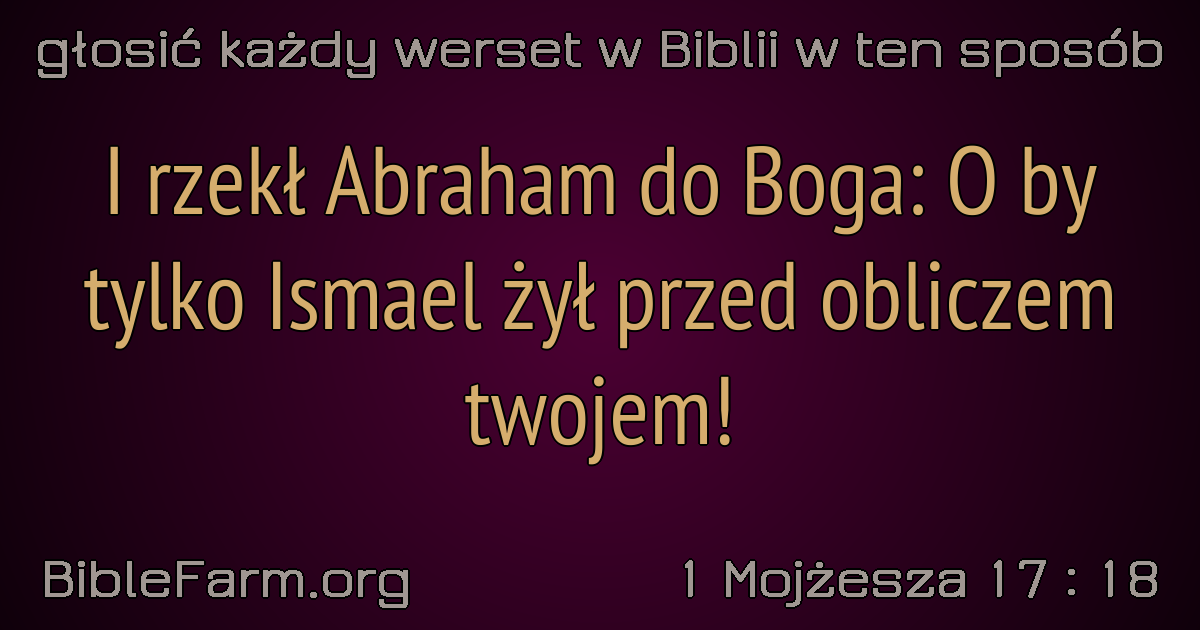 głosić każdy werset w Biblii w ten sposób
I rzekł Abraham do Boga: O by
tylko Ismael żył przed obliczem
twojem!
BibleFarm.org
1 Mojżesza 17 : 18